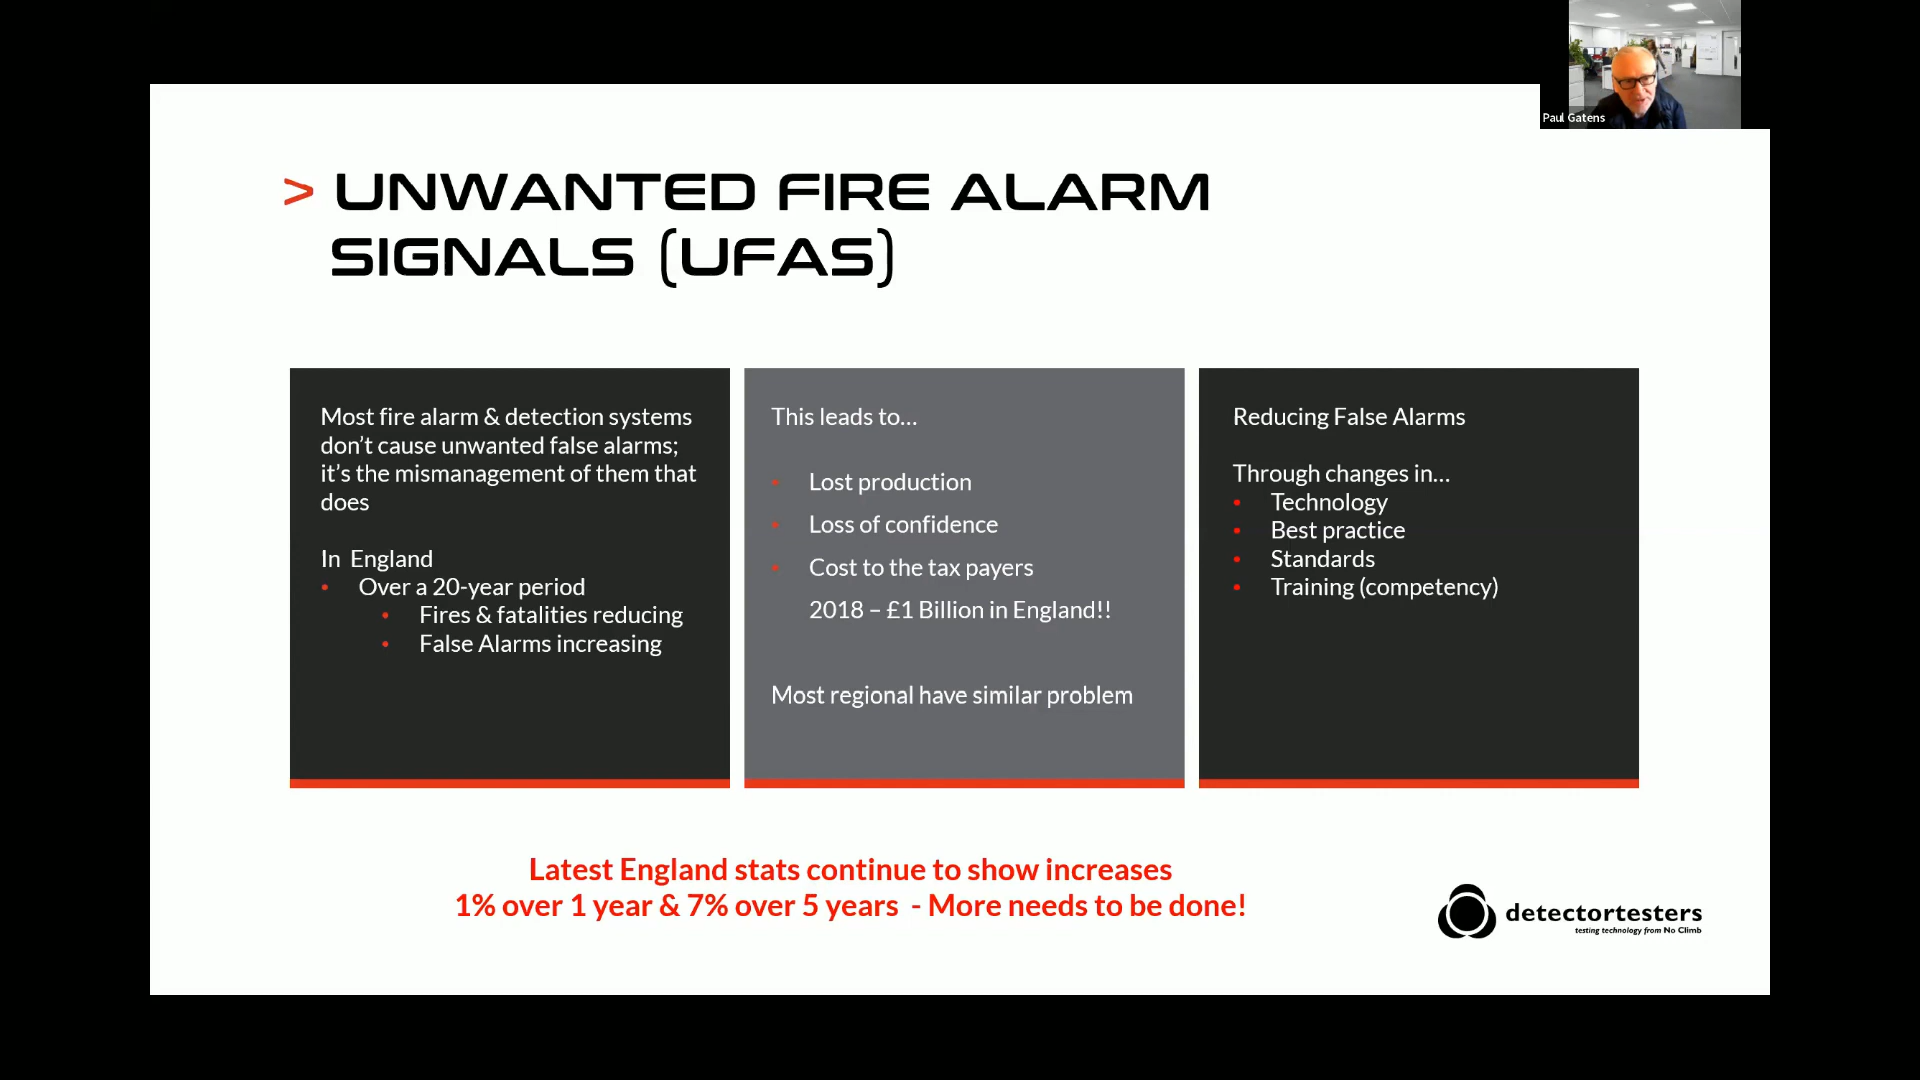 Paul Gatens
> UNWANTED FIRE ALARM
SIGNALS (UFAS)
Most fire alarm & detection systems
don't cause unwanted false alarms;
it's the mismanagement of them that
does
In England
• Over a 20-year period
• Fires & fatalities reducing
• False Alarms increasing
This leads to...
• Lost production
• Loss of confidence
• Cost to the tax payers
2018 – £1 Billion in England!!
Most regional have similar problem
Reducing False Alarms
Through changes in...
• Technology
• Best practice
• Standards
• Training (competency)
Latest England stats continue to show increases
1% over 1 year & 7% over 5 years - More needs to be done!
detectortesters
testing technology from No Climb